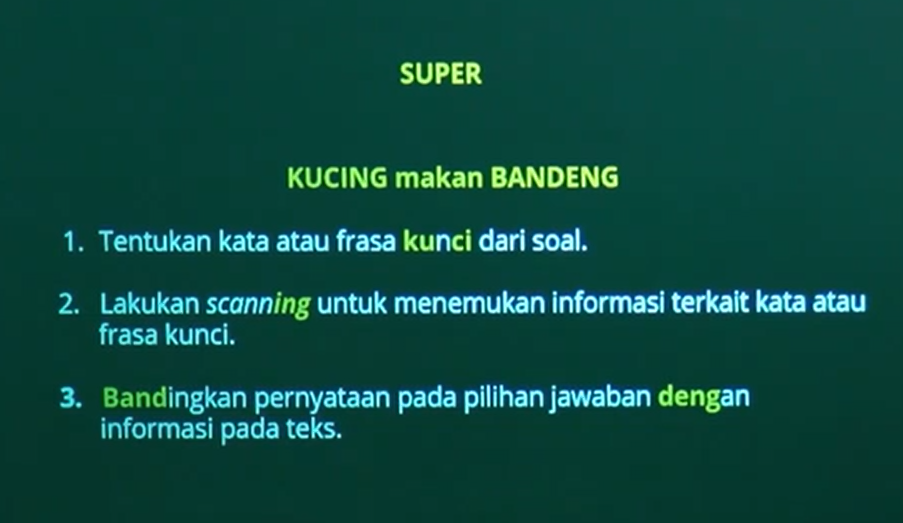 SUPER
KUCING makan BANDENG
1. Tentukan kata atau frasa kunci dari soal.
2. Lakukan scanning untuk menemukan informasi terkait kata atau
frasa kunci.
3. Bandingkan pernyataan pada pilihan jawaban dengan
informasi pada teks.